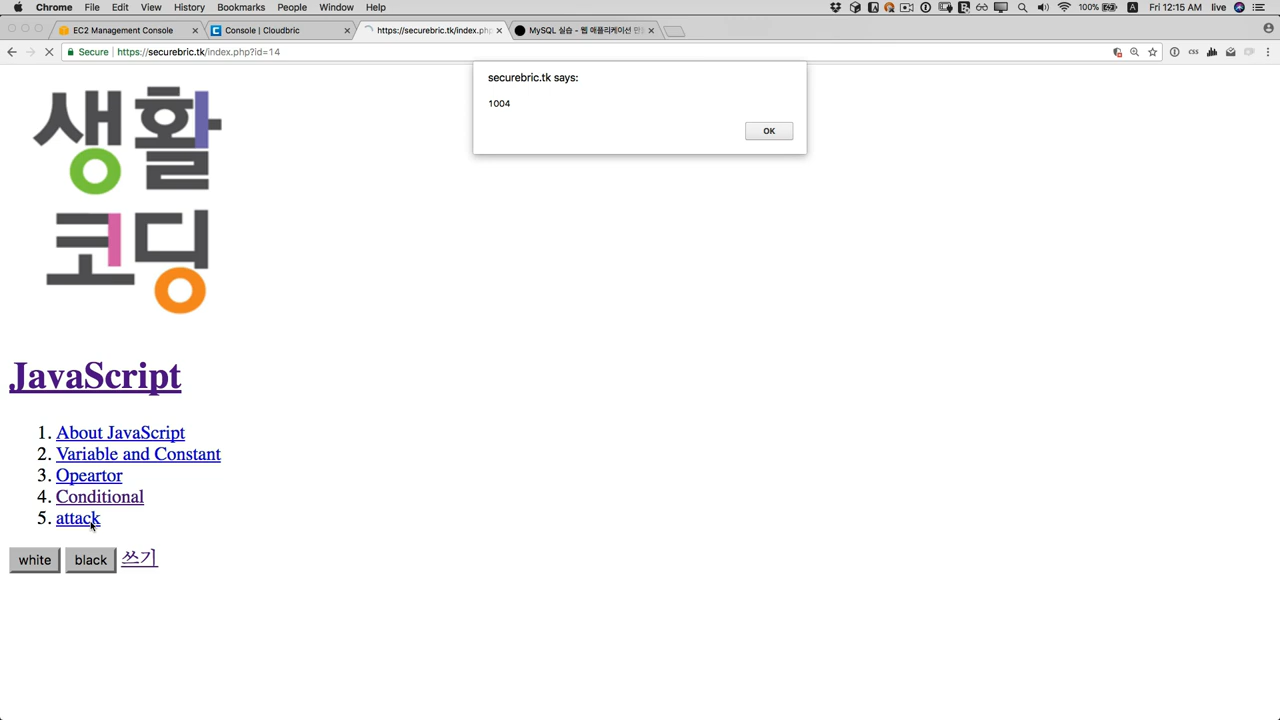 Chrome File Edit View History Bookmarks People Window Help 100% Fri 12:15 AM live
EC2 Management Console
Console | Cloudbric
https://securebric.tk/index.ph
MySQL 실습 - 웹 애플리케이션 만
Secure https://securebric.tk/index.php?id=14
securebric.tk says:
1004
OK
생활
코딩
JavaScript
1. About JavaScript
2. Variable and Constant
3. Opeartor
4. Conditional
5. attack
white black 쓰기